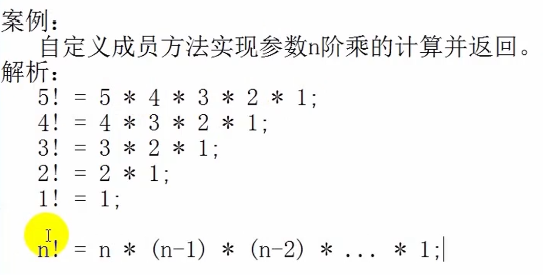 案例：
自定义成员方法实现参数n阶乘的计算并返回。
解析：
5! = 5 * 4 * 3 * 2 * 1;
4! = 4 * 3 * 2 * 1;
3! = 3 * 2 * 1;
2! = 2 * 1;
1! = 1;
n! = n * (n-1) * (n-2) * ... * 1;